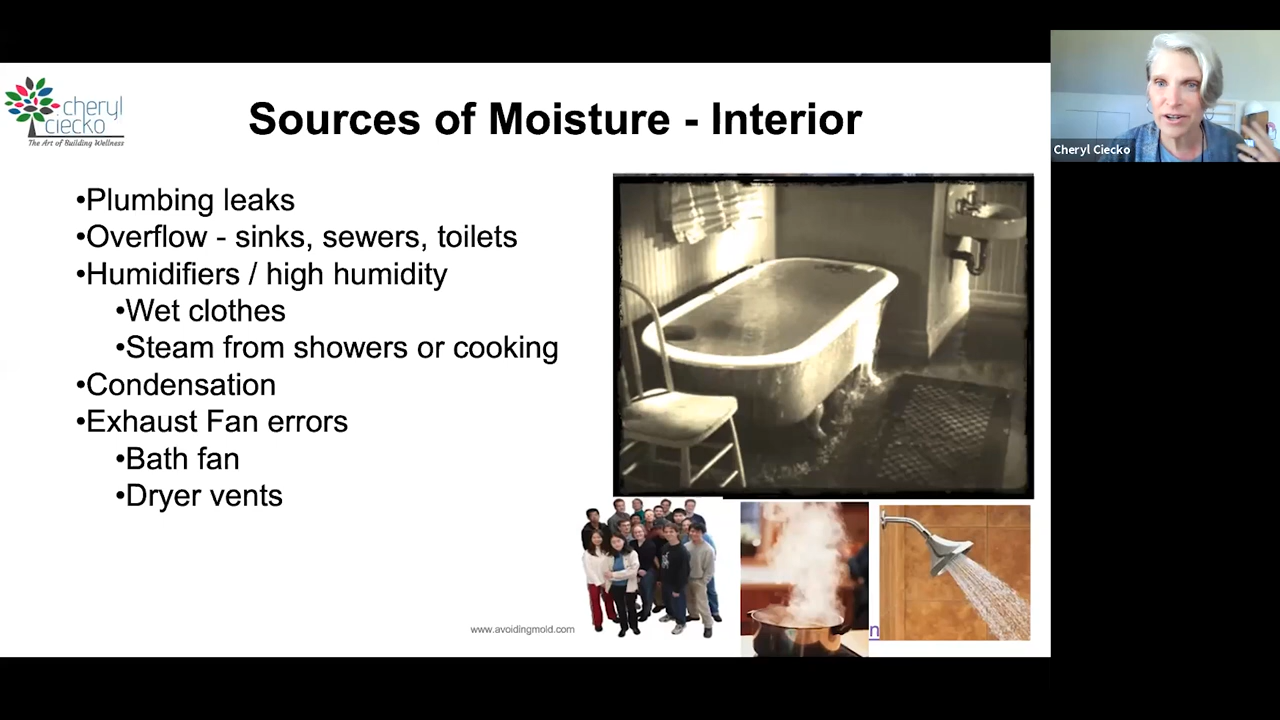 cheryl
ciecko
The Art of Building Wellness
Sources of Moisture - Interior
•Plumbing leaks
•Overflow - sinks, sewers, toilets
•Humidifiers / high humidity
•Wet clothes
•Steam from showers or cooking
•Condensation
•Exhaust Fan errors
•Bath fan
•Dryer vents
www.avoidingmold.com
n
Cheryl Ciecko